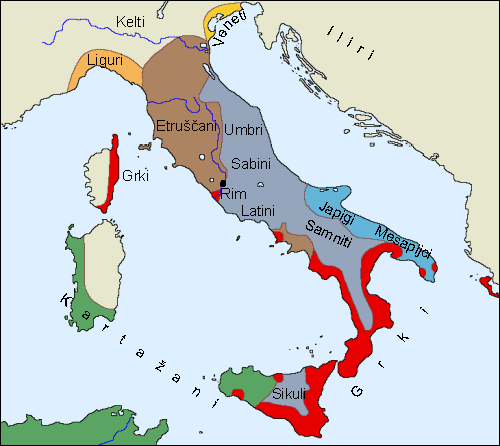 Kelti
Veneti
Iliri
Liguri
Etruščani
Umbri
Sabini
Grki
Rim
Latini
Japigi
Mesapijci
Samniti
Kartažani
Grki
Sikuli